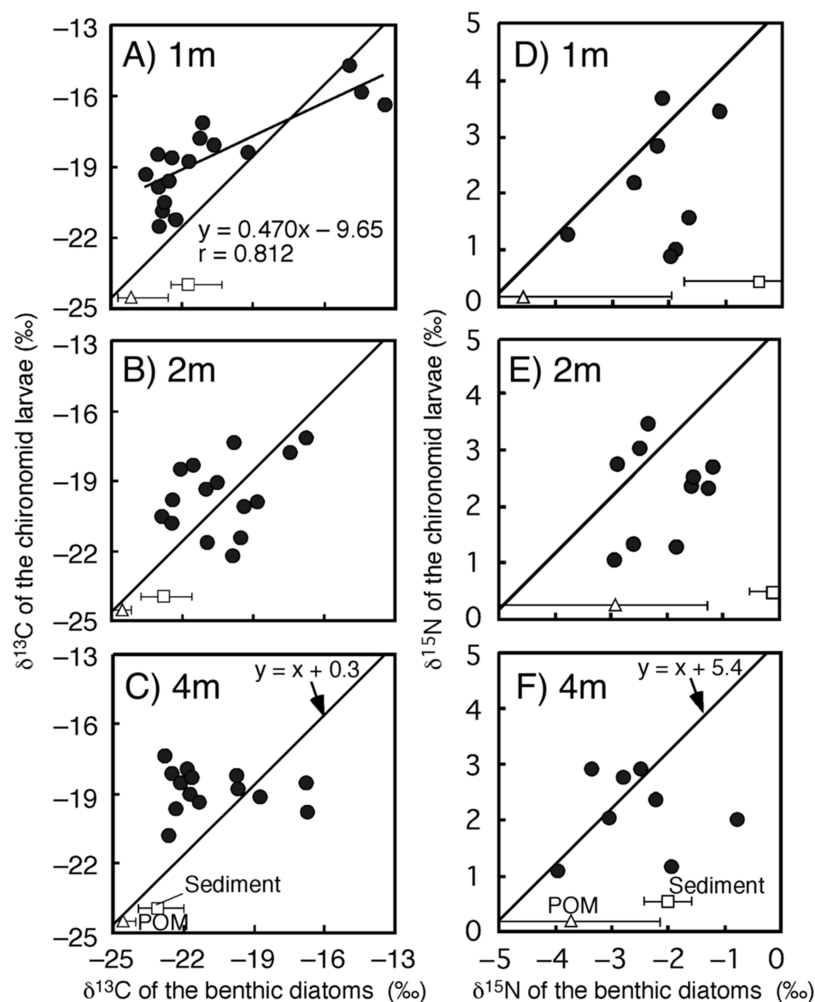 A) 1m
−13
−16
−19
−22
−25
y = 0.470x − 9.65
r = 0.812
B) 2m
−13
−16
−19
−22
−25
C) 4m
−13
−16
−19
−22
−25
y = x + 0.3
Sediment
POM
−25 −22 −19 −16 −13
δ13C of the benthic diatoms (‰)
δ13C of the chironomid larvae (‰)
D) 1m
5
4
3
2
1
0
E) 2m
5
4
3
2
1
0
F) 4m
5
4
3
2
1
0
y = x + 5.4
Sediment
POM
−5 −4 −3 −2 −1 0
δ15N of the benthic diatoms (‰)
δ15N of the chironomid larvae (‰)